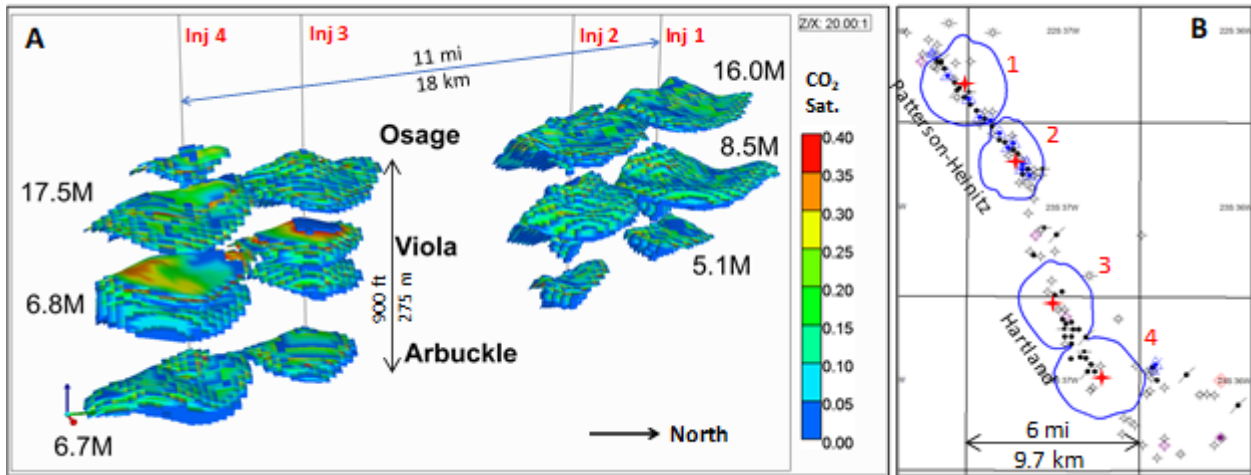 A
Inj 4
Inj 3
Inj 2
Inj 1
Z/X: 20.00:1
11 mi
18 km
16.0M
CO₂
Sat.
Osage
8.5M
0.40
0.35
17.5M
0.30
Viola
0.25
5.1M
0.20
6.8M
900 ft
275 m
0.15
Arbuckle
0.10
0.05
North
0.00
6.7M
B
1
2
3
4
Patterson-Heinitz
Hartland
6 mi
9.7 km